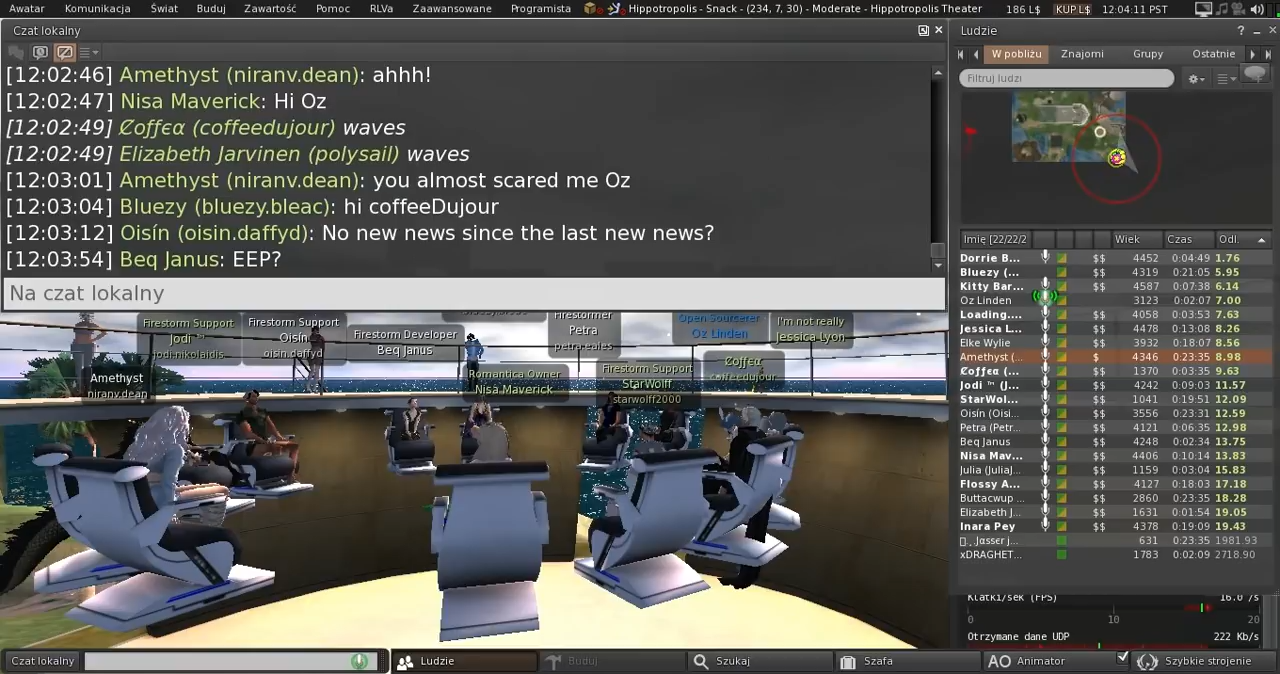 Awatar Komunikacja Świat Buduj Zawartość Pomoc RLVa Zaawansowane Programista Hippotropolis - Snack - (234, 7, 30) - Moderate - Hippotropolis Theater 186 L$ KUP L$ 12:04:11 PST
Czat lokalny
[12:02:46] Amethyst (niranv.dean): ahhh!
[12:02:47] Nisa Maverick: Hi Oz
[12:02:49] Ȼoffєα (coffeedujour) waves
[12:02:49] Elizabeth Jarvinen (polysail) waves
[12:03:01] Amethyst (niranv.dean): you almost scared me Oz
[12:03:04] Bluezy (bluezy.bleac): hi coffeeDujour
[12:03:12] Oisín (oisin.daffyd): No new news since the last new news?
[12:03:54] Beq Janus: EEP?
Na czat lokalny
Firestorm Support
Jodi ™
jodi.nikolaidis
Firestorm Support
Oisín
oisin.daffyd
Firestorm Developer
Beq Janus
Firestormer
Petra
petra.eales
Open Sourcerer
Oz Linden
I'm not really
Jessica Lyon
Amethyst
niranv.dean
Romantica Owner
Nisa.Maverick
Firestorm Support
StarWolff
starwolff2000
Ȼoffєα
coffeedujour
Ludzie
W pobliżu Znajomi Grupy Ostatnie
Filtruj ludzi
Imię [22/22/2 Wiek Czas Odl.
Dorrie B... $$ 4452 0:04:49 1.76
Bluezy (... $$ 4319 0:21:05 5.95
Kitty Bar... $$ 4587 0:07:38 6.14
Oz Linden 3123 0:02:07 7.00
Loading... $$ 4058 0:03:53 7.63
Jessica L... $$ 4478 0:13:08 8.26
Elke Wylie $$ 3932 0:18:07 8.56
Amethyst (... $ 4346 0:23:35 8.98
Ȼoffєα (... $$ 1370 0:03:35 9.63
Jodi ™ (J... $$ 4242 0:09:03 11.57
StarWol... $$ 1041 0:19:51 12.09
Oisín (Oisi... $$ 3556 0:23:31 12.59
Petra (Petr... $$ 4121 0:06:35 12.98
Beq Janus $$ 4248 0:02:34 13.75
Nisa Mav... $$ 4406 0:10:14 13.83
Julia (JuliaJ... $$ 1159 0:03:04 15.83
Flossy A... $$ 4127 0:18:03 17.18
Buttacwup ... $$ 2860 0:23:35 18.28
Elizabeth J... $$ 1631 0:01:54 19.05
Inara Pey $$ 4378 0:19:09 19.43
631 0:23:35 1981.93
xDRAGHET... 1783 0:02:09 2718.90
Klatki/sek (FPS) 16.0 /s
0 10 20
Otrzymane dane UDP 222 Kb/s
Czat lokalny Ludzie Buduj Szukaj Szafa AO Animator Szybkie strojenie